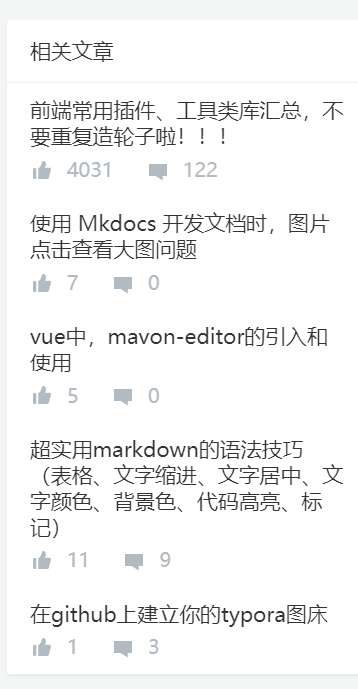 相关文章
前端常用插件、工具类库汇总，不
要重复造轮子啦！！！
4031 122
使用 Mkdocs 开发文档时，图片
点击查看大图问题
7 0
vue中，mavon-editor的引入和
使用
5 0
超实用markdown的语法技巧
（表格、文字缩进、文字居中、文
字颜色、背景色、代码高亮、标
记）
11 9
在github上建立你的typora图床
1 3